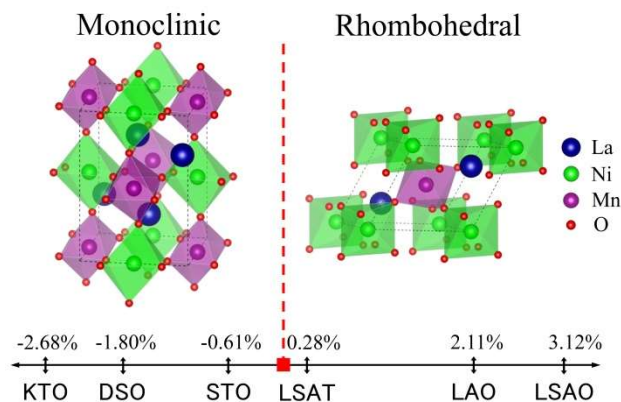 Monoclinic Rhombohedral
La
Ni
Mn
O
-2.68% -1.80% -0.61% 0.28% 2.11% 3.12%
KTO DSO STO LSAT LAO LSAO